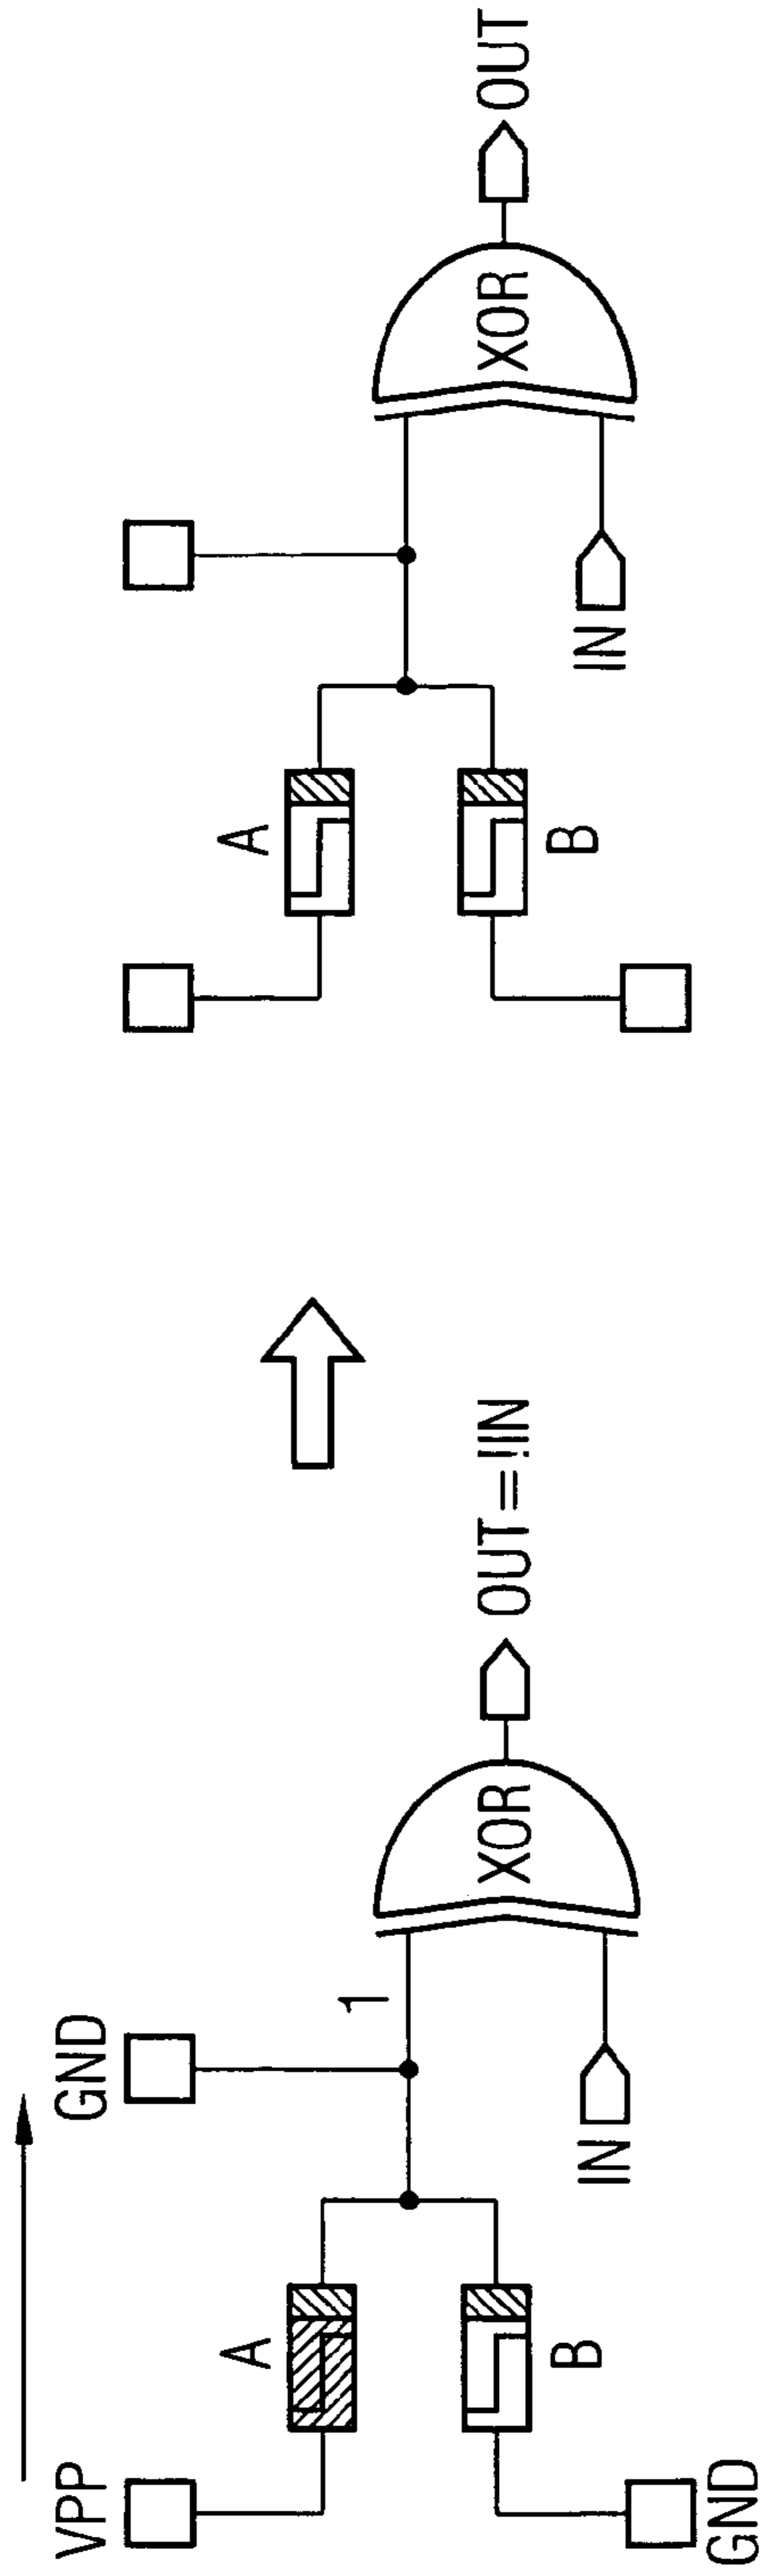 VPP
GND
A
1
XOR
OUT=!IN
B
IN
GND
A
XOR
OUT
B
IN